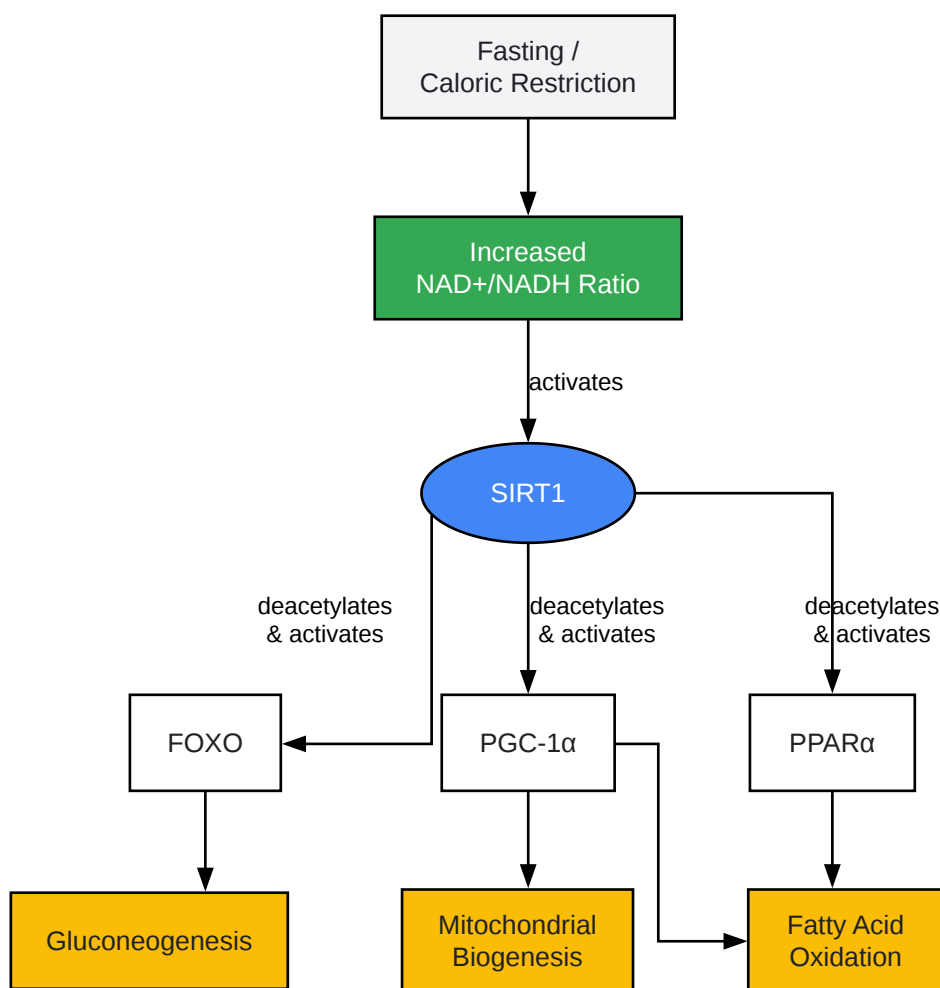 Fasting /
Caloric Restriction
Increased
NAD+/NADH Ratio
activates
SIRT1
deacetylates
& activates
deacetylates
& activates
deacetylates
& activates
FOXO
PGC-1α
PPARα
Gluconeogenesis
Mitochondrial
Biogenesis
Fatty Acid
Oxidation